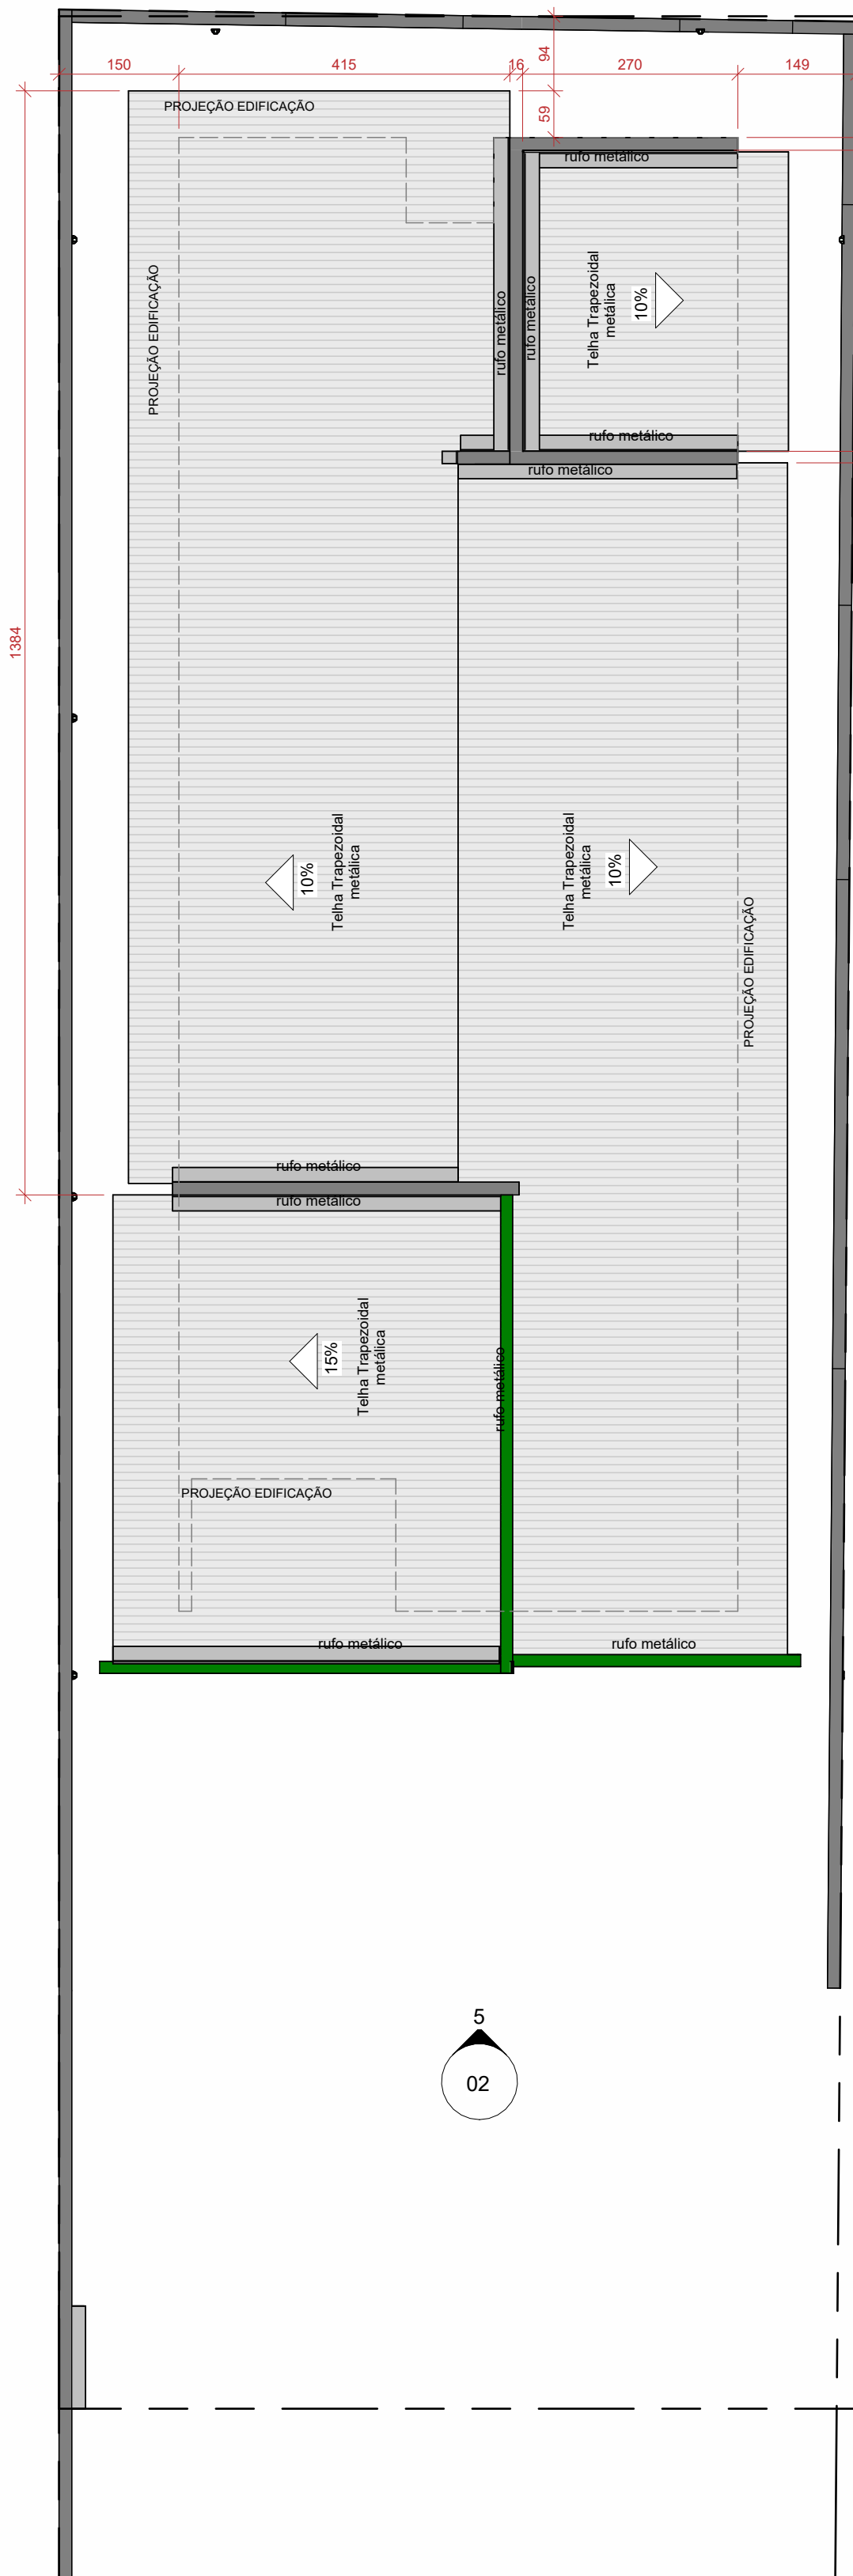 150
415
16
94
270
149
59
PROJEÇÃO EDIFICAÇÃO
rufo metálico
PROJEÇÃO EDIFICAÇÃO
rufo metálico
rufo metálico
Telha Trapezoidal
metálica
10%
rufo metálico
rufo metálico
1384
10%
Telha Trapezoidal
metálica
Telha Trapezoidal
metálica
10%
PROJEÇÃO EDIFICAÇÃO
rufo metálico
rufo metálico
15%
Telha Trapezoidal
metálica
rufo metálico
PROJEÇÃO EDIFICAÇÃO
rufo metálico
rufo metálico
5
02